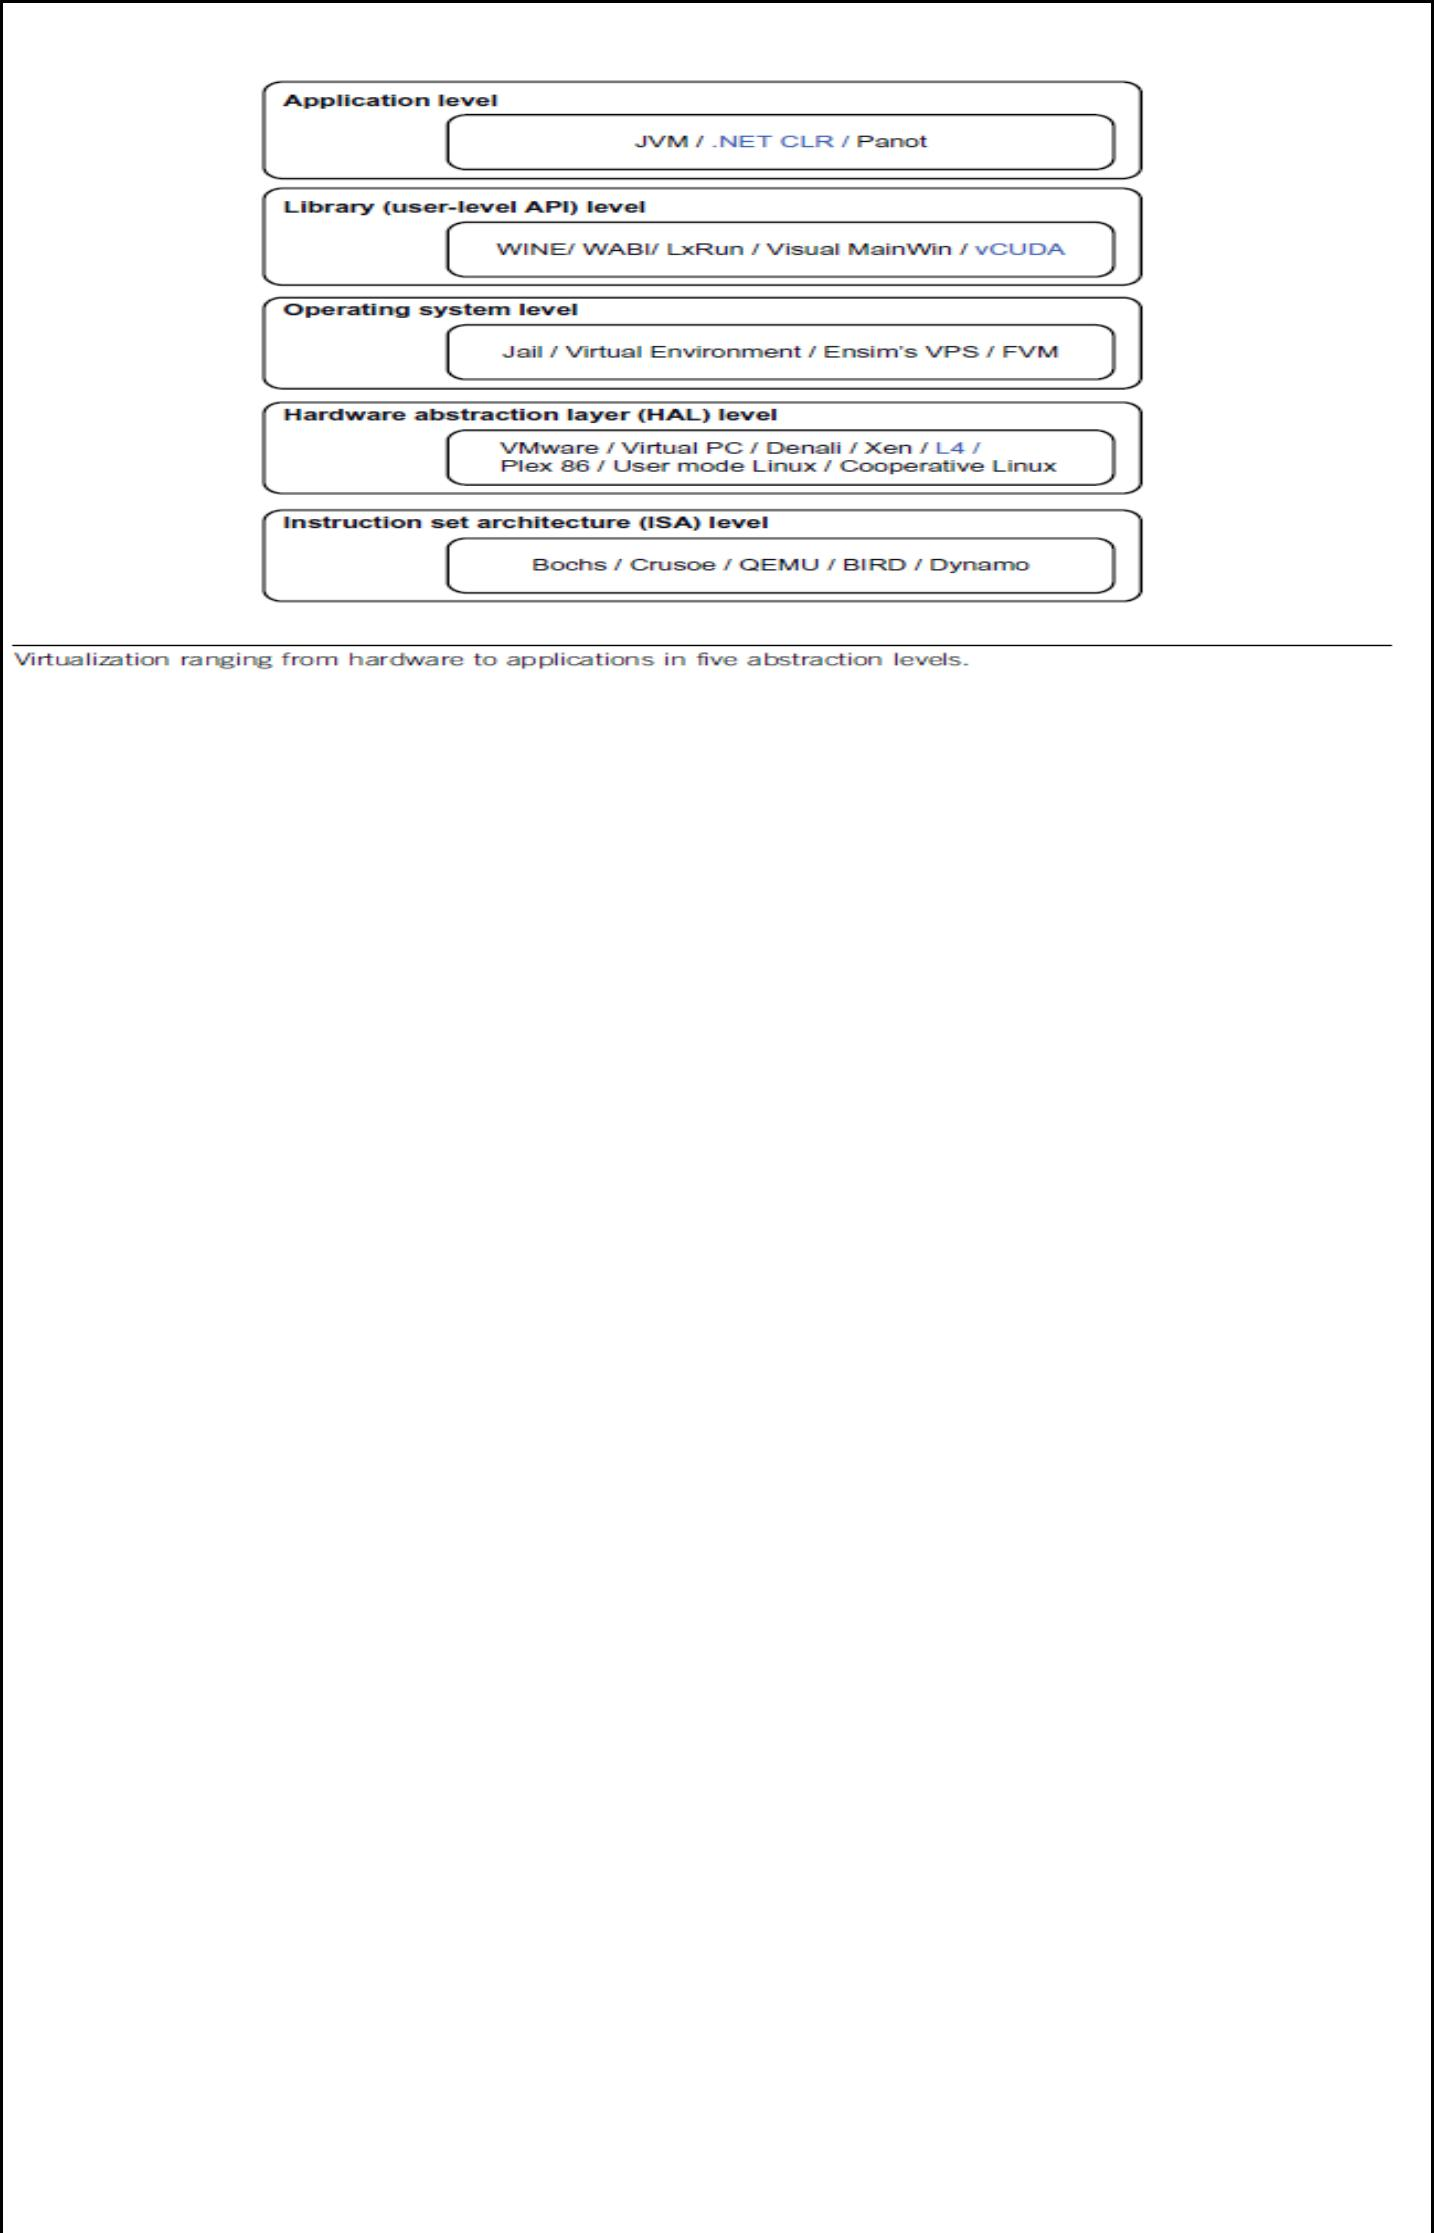 Application level
JVM / .NET CLR / Panot
Library (user-level API) level
WINE/ WABI/ LxRun / Visual MainWin / vCUDA
Operating system level
Jail / Virtual Environment / Ensim's VPS / FVM
Hardware abstraction layer (HAL) level
VMware / Virtual PC / Denali / Xen / L4 /
Plex 86 / User mode Linux / Cooperative Linux
Instruction set architecture (ISA) level
Bochs / Crusoe / QEMU / BIRD / Dynamo
Virtualization ranging from hardware to applications in five abstraction levels.